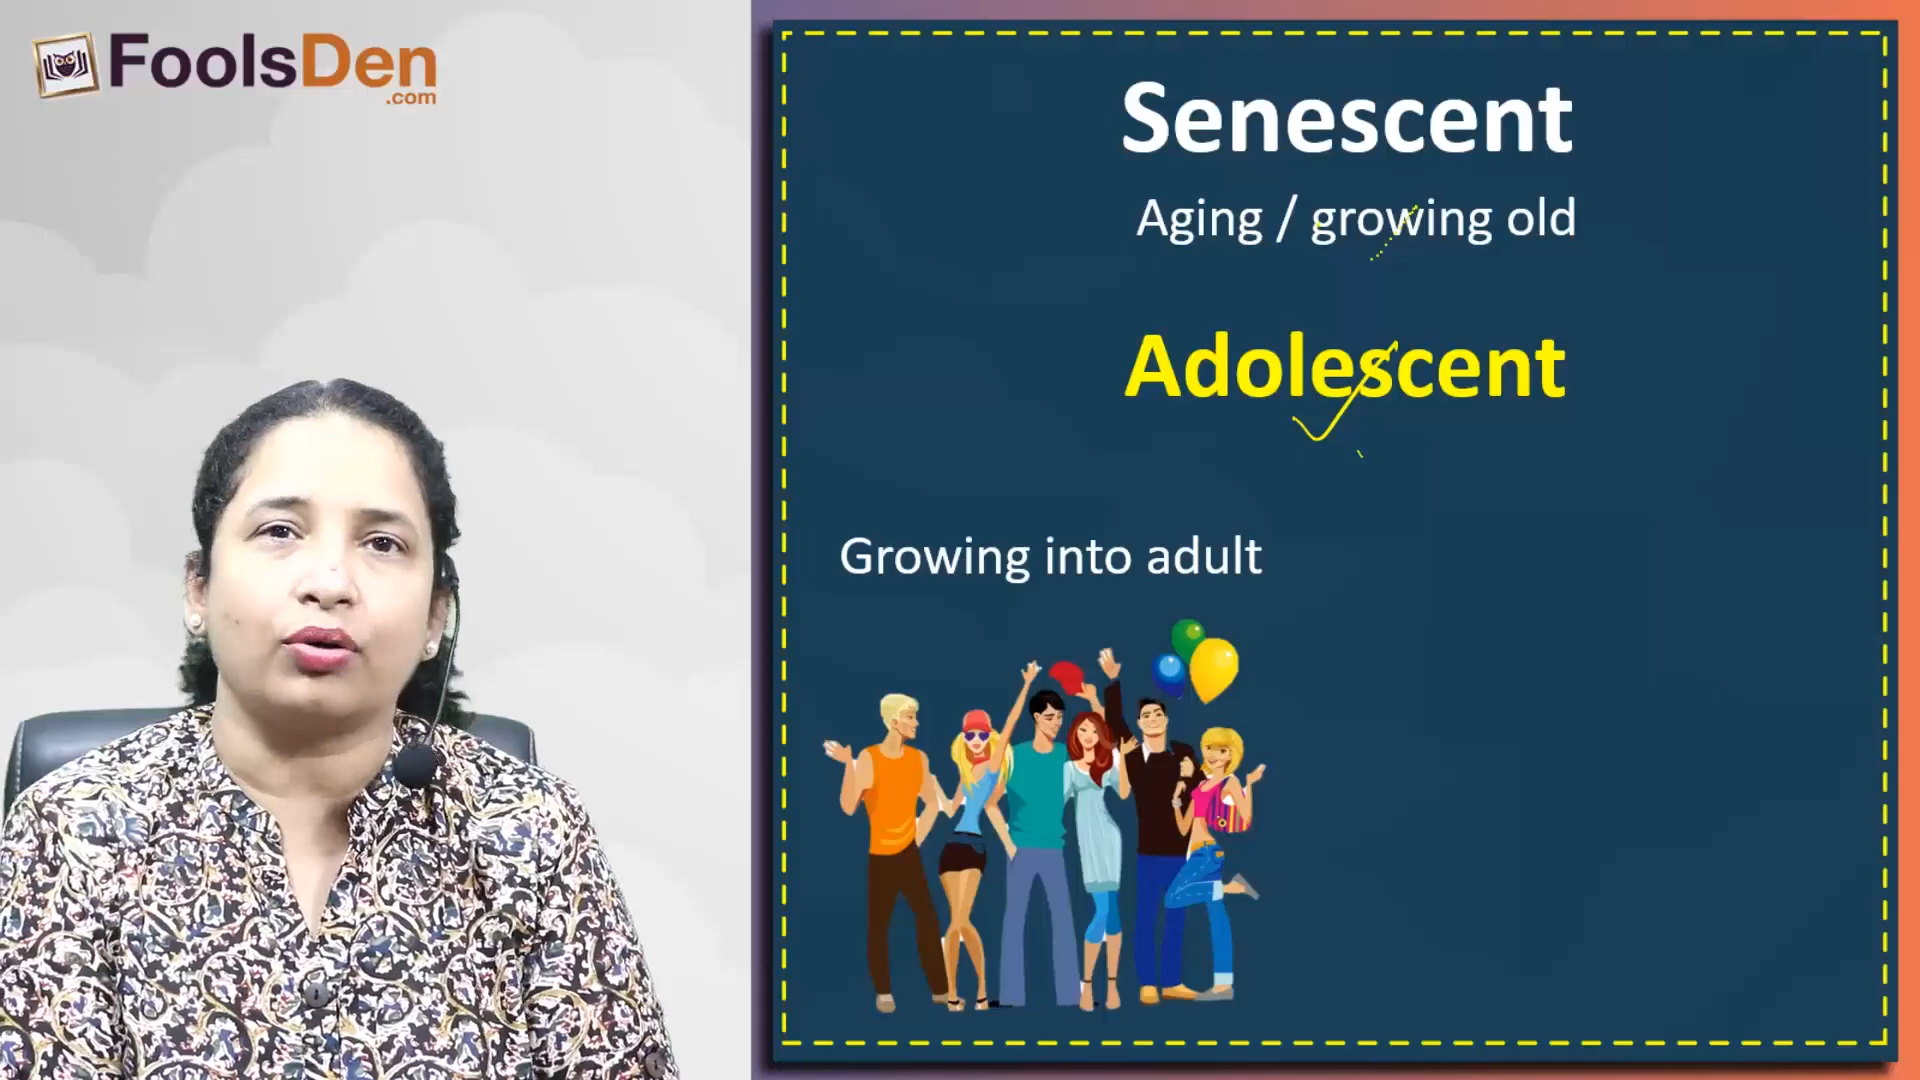 FoolsDen
.com
Senescent
Aging / growing old
Adolescent
Growing into adult